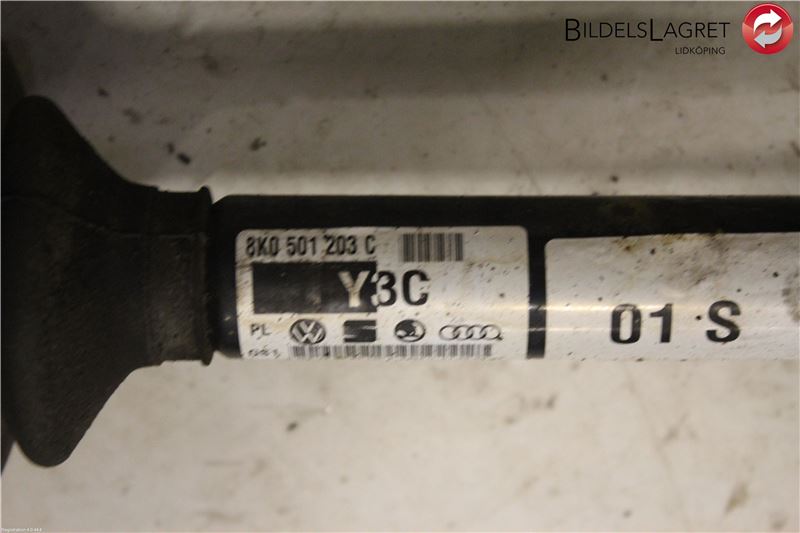 BILDELSLAGRET
LIDKÖPING
8K0 501 203 C
Y3C
PL
01 S